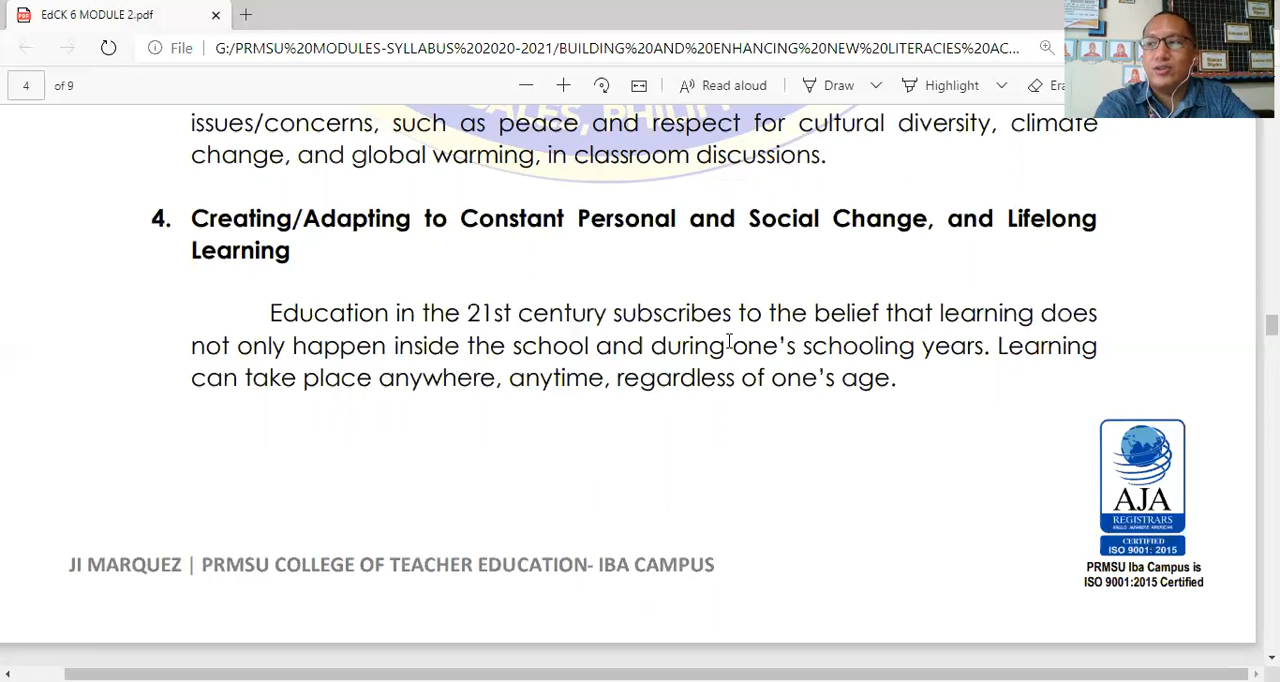 EdCK 6 MODULE 2.pdf
File
G:/PRMSU%20MODULES-SYLLABUS%202020-2021/BUILDING%20AND%20ENHANCING%20NEW%20LITERACIES%20AC...
4 of 9
Read aloud
Draw
Highlight
Era
issues/concerns, such as peace and respect for cultural diversity, climate
change, and global warming, in classroom discussions.
4. Creating/Adapting to Constant Personal and Social Change, and Lifelong
Learning
Education in the 21st century subscribes to the belief that learning does
not only happen inside the school and during one's schooling years. Learning
can take place anywhere, anytime, regardless of one's age.
AJA
REGISTRARS
CERTIFIED
ISO 9001: 2015
PRMSU Iba Campus is
ISO 9001:2015 Certified
JI MARQUEZ | PRMSU COLLEGE OF TEACHER EDUCATION- IBA CAMPUS